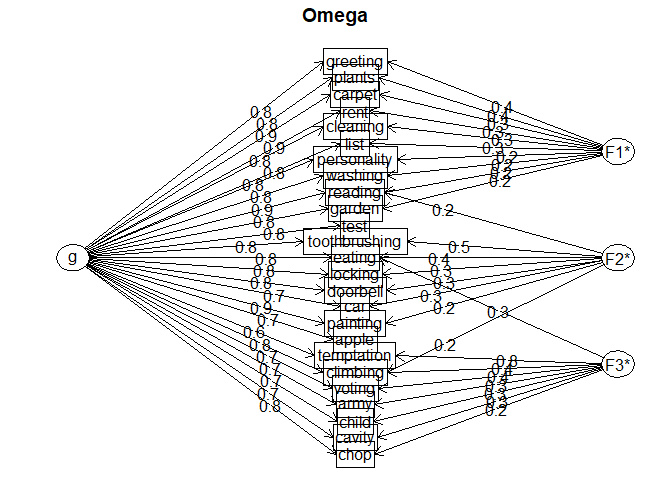 Omega
greeting
plants
carpet
rent
cleaning
list
personality
washing
reading
garden
test
toothbrushing
eating
locking
doorbell
car
painting
apple
temptation
climbing
voting
army
child
cavity
chop
g
F1*
F2*
F3*
0.8
0.8
0.9
0.9
0.8
0.8
0.8
0.8
0.9
0.8
0.8
0.8
0.8
0.8
0.8
0.7
0.9
0.7
0.6
0.8
0.7
0.7
0.7
0.7
0.8
0.4
0.4
0.3
0.3
0.3
0.3
0.2
0.2
0.2
0.2
0.2
0.5
0.4
0.3
0.3
0.3
0.2
0.2
0.3
0.8
0.4
0.4
0.3
0.3
0.3
0.2